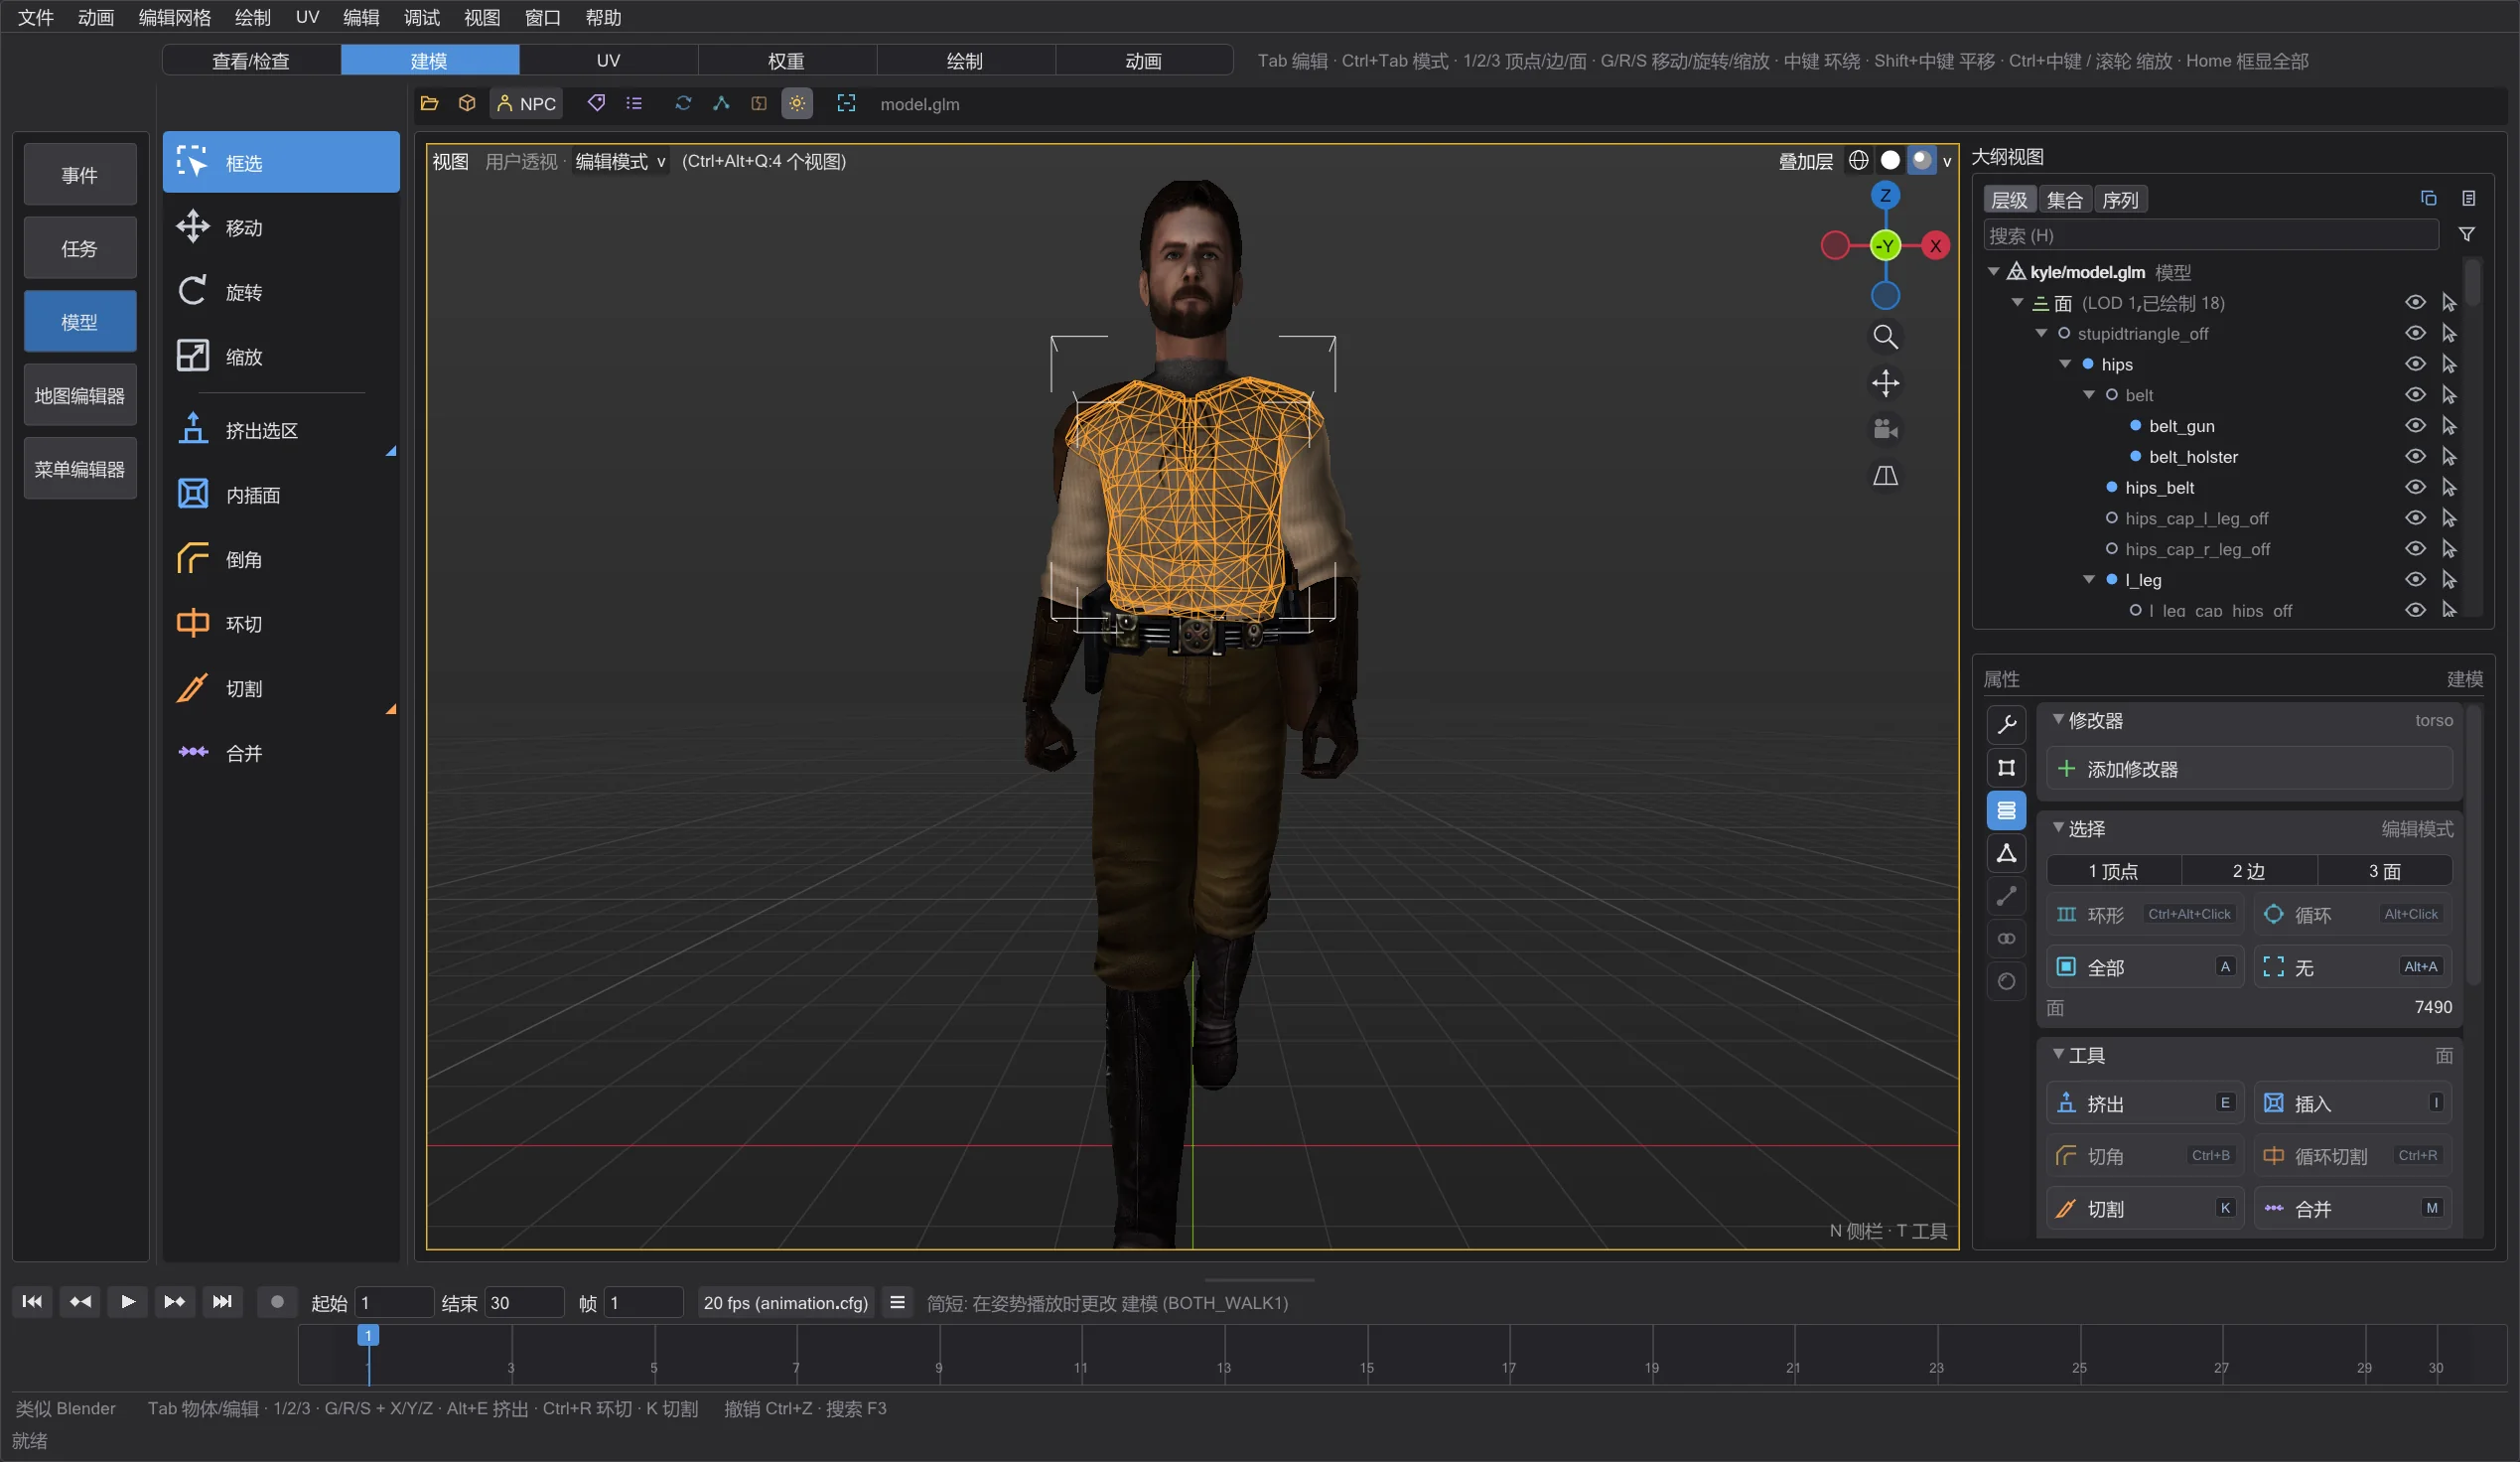 文件 动画 编辑网格 绘制 UV 编辑 调试 视图 窗口 帮助
查看/检查 建模 UV 权重 绘制 动画 Tab 编辑 · Ctrl+Tab 模式 · 1/2/3 顶点/边/面 · G/R/S 移动/旋转/缩放 · 中键 环绕 · Shift+中键 平移 · Ctrl+中键 / 滚轮 缩放 · Home 框显全部
NPC model.glm
事件
任务
模型
地图编辑器
菜单编辑器
框选
移动
旋转
缩放
挤出选区
内插面
倒角
环切
切割
合并
视图 用户透视 · 编辑模式 v (Ctrl+Alt+Q:4 个视图)
叠加层 v
Z
-Y X
N 侧栏 · T 工具
大纲视图
层级 集合 序列
搜索 (H)
kyle/model.glm 模型
面 (LOD 1,已绘制 18)
stupidtriangle_off
hips
belt
belt_gun
belt_holster
hips_belt
hips_cap_l_leg_off
hips_cap_r_leg_off
l_leg
l_leg_cap_hips_off
属性 建模
修改器 torso
添加修改器
选择 编辑模式
1 顶点 2 边 3 面
环形 Ctrl+Alt+Click 循环 Alt+Click
全部 A 无 Alt+A
面 7490
工具 面
挤出 E 插入 I
切角 Ctrl+B 循环切割 Ctrl+R
切割 K 合并 M
起始 1 结束 30 帧 1 20 fps (animation.cfg) 简短: 在姿势播放时更改 建模 (BOTH_WALK1)
1
1 3 5 7 9 11 13 15 17 19 21 23 25 27 29 30
类似 Blender Tab 物体/编辑 · 1/2/3 · G/R/S + X/Y/Z · Alt+E 挤出 · Ctrl+R 环切 · K 切割 撤销 Ctrl+Z · 搜索 F3
就绪